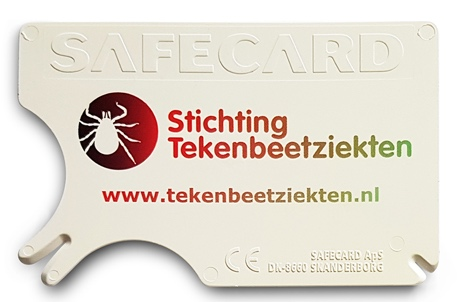 SAFECARD
Stichting
Tekenbeetziekten
www.tekenbeetziekten.nl
CE SAFECARD ApS
DK-8660 SKANDERBORG